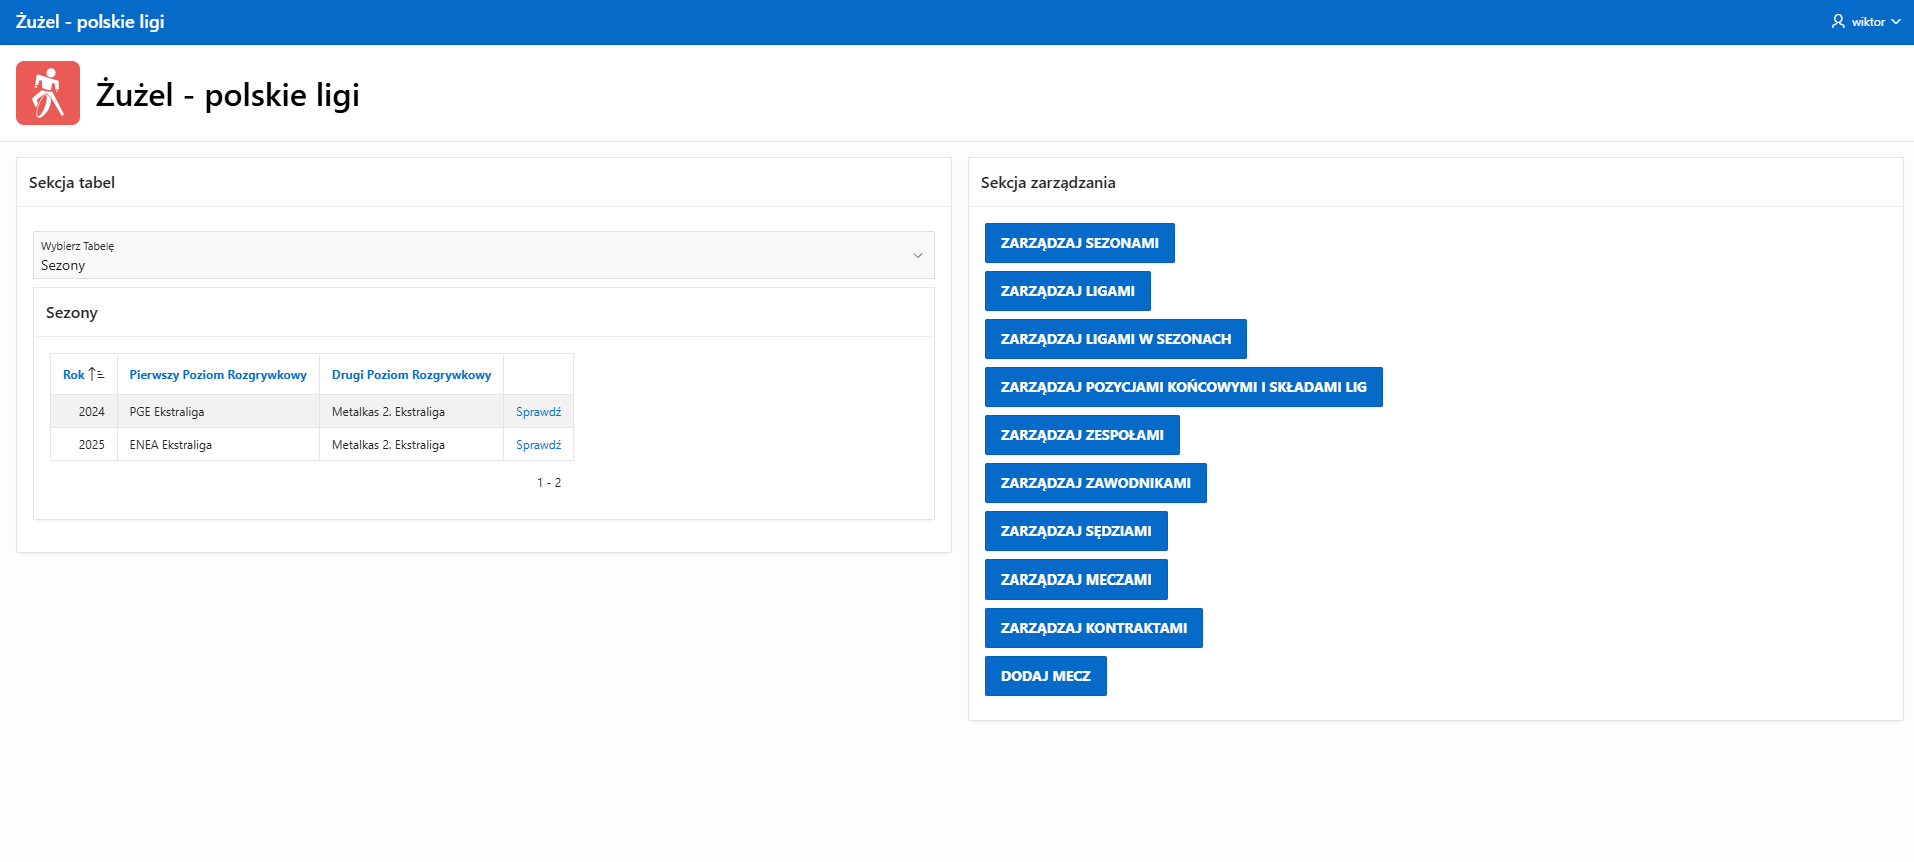 Żużel - polskie ligi
wiktor
Żużel - polskie ligi
Sekcja tabel
Wybierz Tabelę
Sezony
Sezony
Rok Pierwszy Poziom Rozgrywkowy Drugi Poziom Rozgrywkowy
2024 PGE Ekstraliga Metalkas 2. Ekstraliga Sprawdź
2025 ENEA Ekstraliga Metalkas 2. Ekstraliga Sprawdź
1 - 2
Sekcja zarządzania
ZARZĄDZAJ SEZONAMI
ZARZĄDZAJ LIGAMI
ZARZĄDZAJ LIGAMI W SEZONACH
ZARZĄDZAJ POZYCJAMI KOŃCOWYMI I SKŁADAMI LIG
ZARZĄDZAJ ZESPOŁAMI
ZARZĄDZAJ ZAWODNIKAMI
ZARZĄDZAJ SĘDZIAMI
ZARZĄDZAJ MECZAMI
ZARZĄDZAJ KONTRAKTAMI
DODAJ MECZ